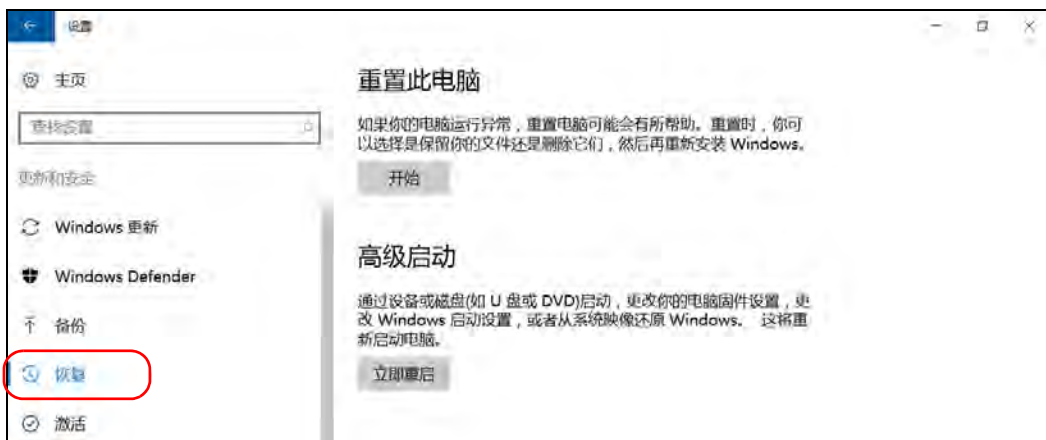 设置
主页
查找设置
更新和安全
Windows 更新
Windows Defender
备份
恢复
激活
重置此电脑
如果你的电脑运行异常，重置电脑可能会有所帮助。重置时，你可
以选择是保留你的文件还是删除它们，然后再重新安装 Windows。
开始
高级启动
通过设备或磁盘(如 U 盘或 DVD)启动，更改你的电脑固件设置，更
改 Windows 启动设置，或者从系统映像还原 Windows。 这将重
新启动电脑。
立即重启